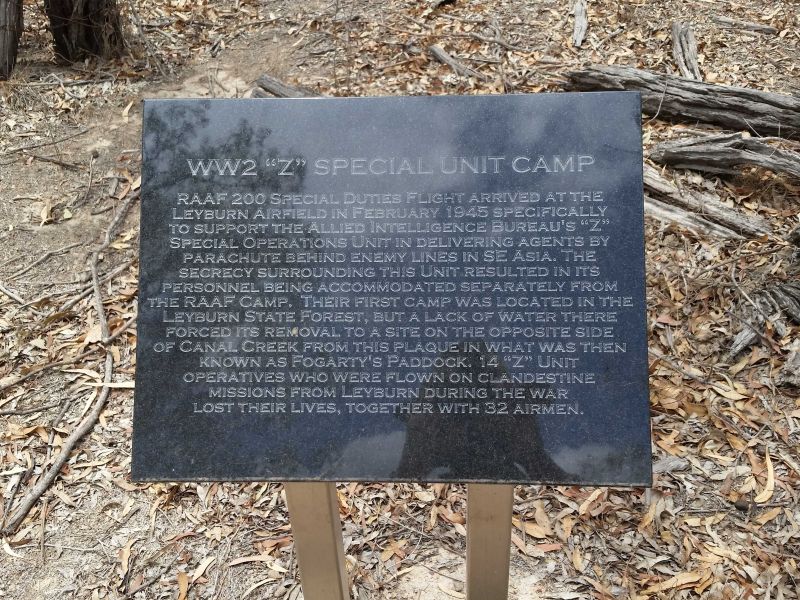 WW2 "Z" SPECIAL UNIT CAMP
RAAF 200 SPECIAL DUTIES FLIGHT ARRIVED AT THE
LEYBURN AIRFIELD IN FEBRUARY 1945 SPECIFICALLY
TO SUPPORT THE ALLIED INTELLIGENCE BUREAU'S "Z"
SPECIAL OPERATIONS UNIT IN DELIVERING AGENTS BY
PARACHUTE BEHIND ENEMY LINES IN SE ASIA. THE
SECRECY SURROUNDING THIS UNIT RESULTED IN ITS
PERSONNEL BEING ACCOMMODATED SEPARATELY FROM
THE RAAF CAMP. THEIR FIRST CAMP WAS LOCATED IN THE
LEYBURN STATE FOREST, BUT A LACK OF WATER THERE
FORCED ITS REMOVAL TO A SITE ON THE OPPOSITE SIDE
OF CANAL CREEK FROM THIS PLAQUE IN WHAT WAS THEN
KNOWN AS FOGARTY'S PADDOCK. 14 "Z" UNIT
OPERATIVES WHO WERE FLOWN ON CLANDESTINE
MISSIONS FROM LEYBURN DURING THE WAR
LOST THEIR LIVES, TOGETHER WITH 32 AIRMEN.